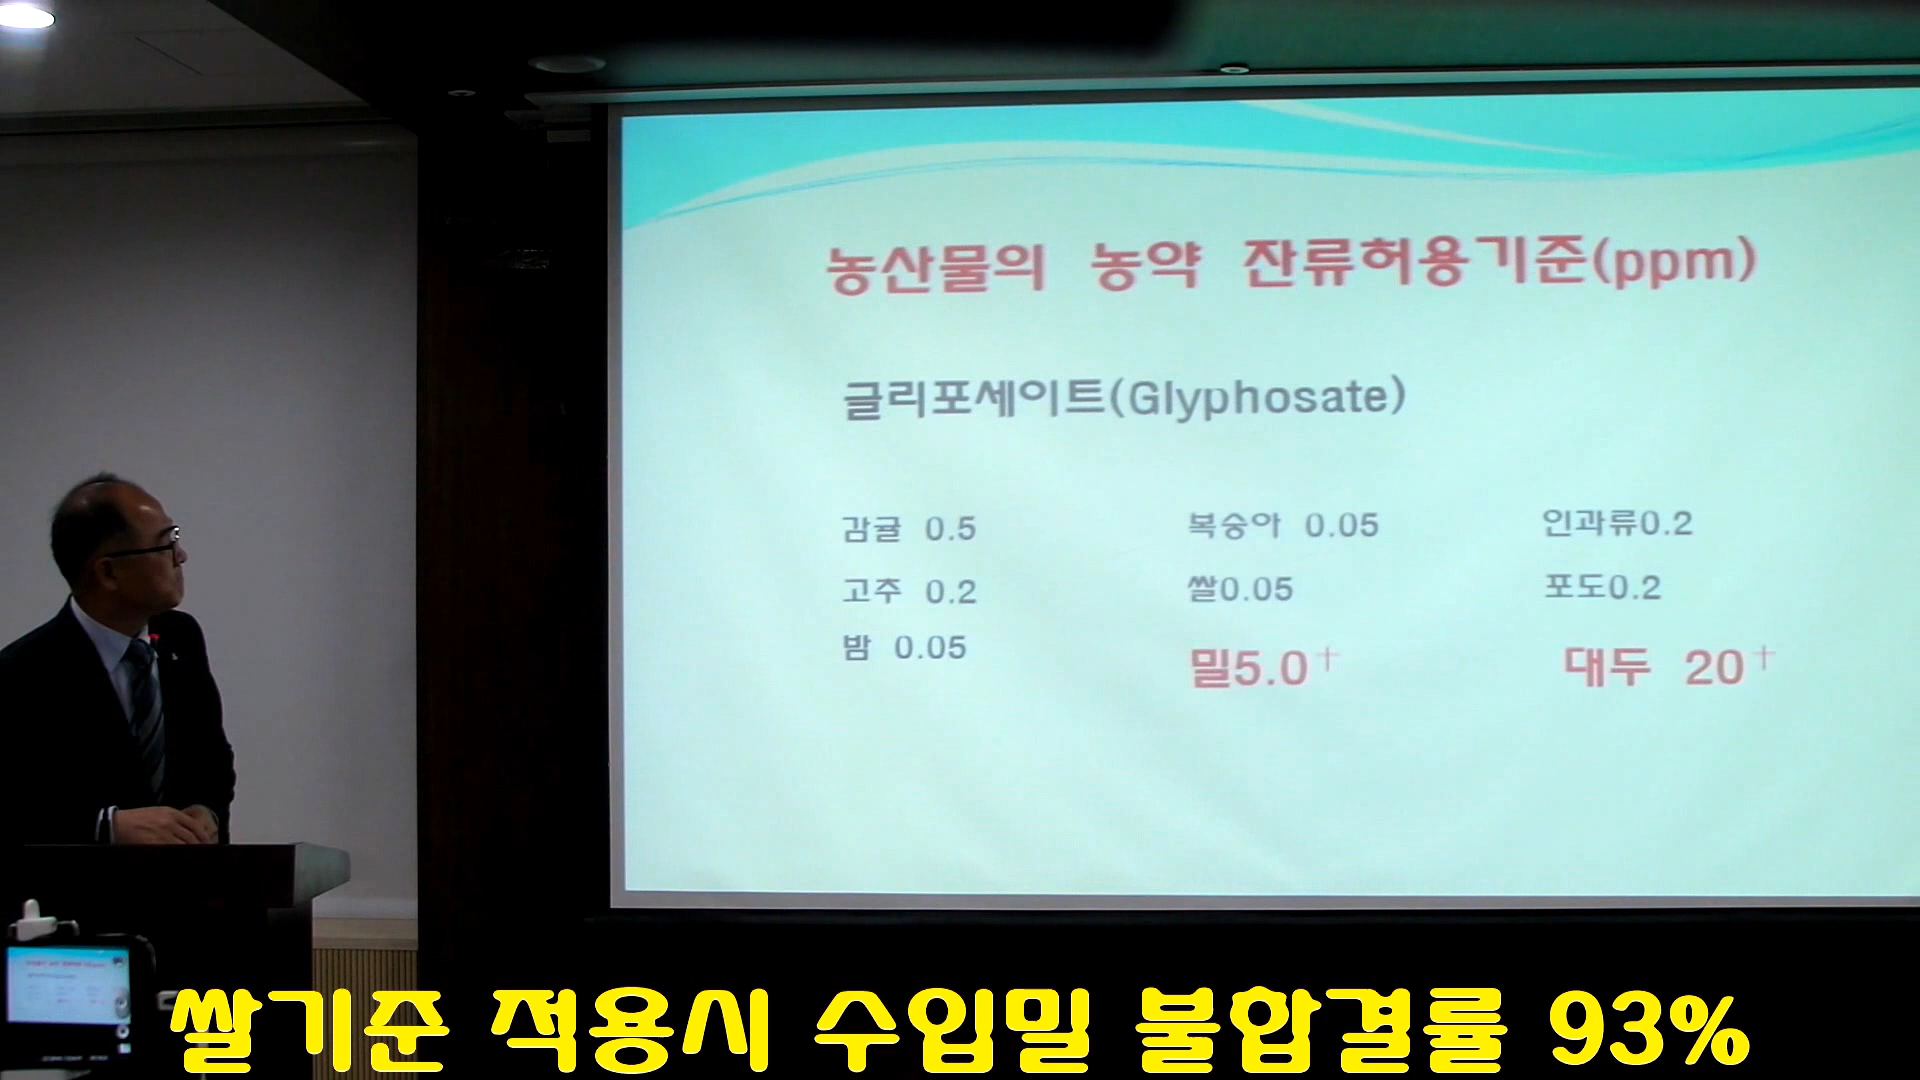 농산물의 농약 잔류허용기준(ppm)
글리포세이트(Glyphosate)
감귤 0.5 복숭아 0.05 인과류0.2
고추 0.2 쌀0.05 포도0.2
밤 0.05 밀5.0† 대두 20†
쌀기준 적용시 수입밀 불합결률 93%